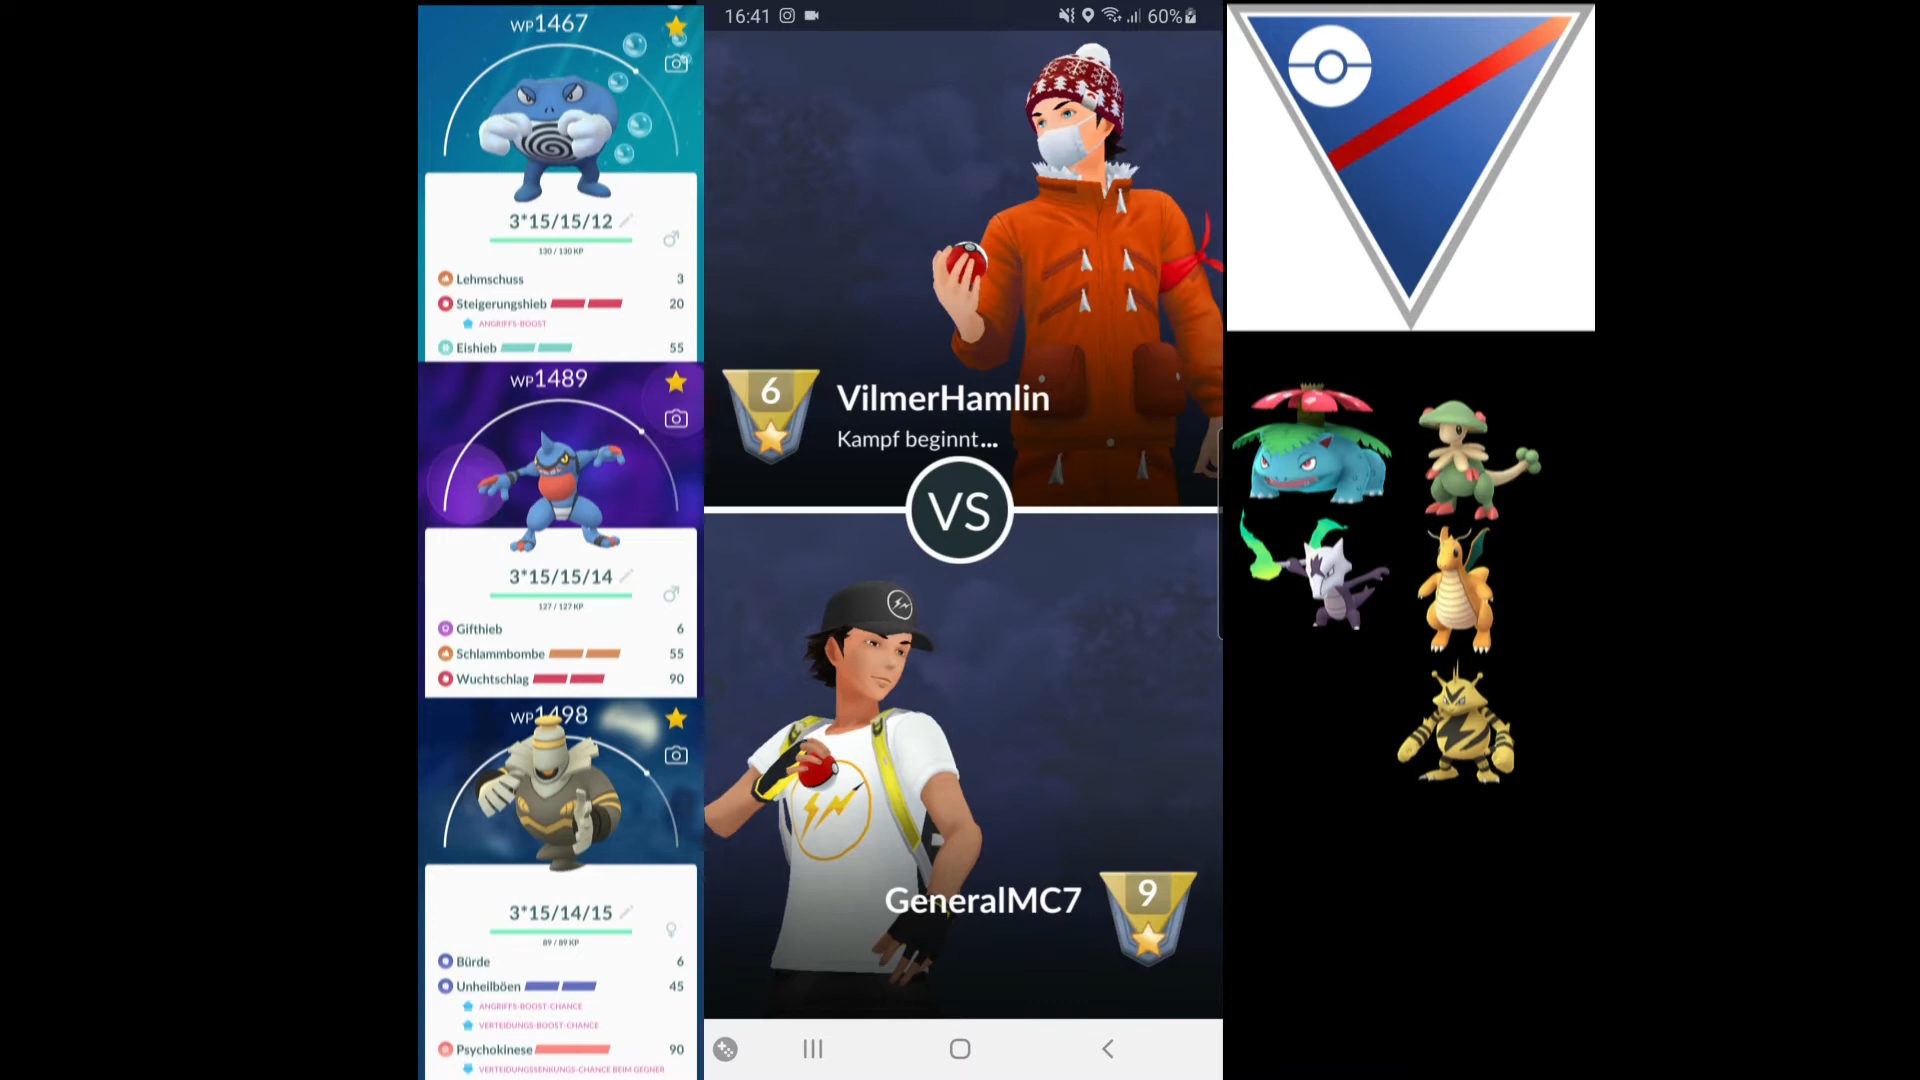 WP1467
3*15/15/12
130 / 130 KP
Lehmschuss 3
Steigerungshieb 20
ANGRIFFS-BOOST
Eishieb 55
WP1489
3*15/15/14
127 / 127 KP
Gifthieb 6
Schlammbombe 55
Wuchtschlag 90
WP1498
3*15/14/15
89 / 89 KP
Bürde 6
Unheilböen 45
ANGRIFFS-BOOST-CHANCE
VERTEIDUNGS-BOOST-CHANCE
Psychokinese 90
VERTEIDUNGSSENKUNGS-CHANCE BEIM GEGNER
16:41
60%
6
VilmerHamlin
Kampf beginnt...
VS
GeneralMC7
9